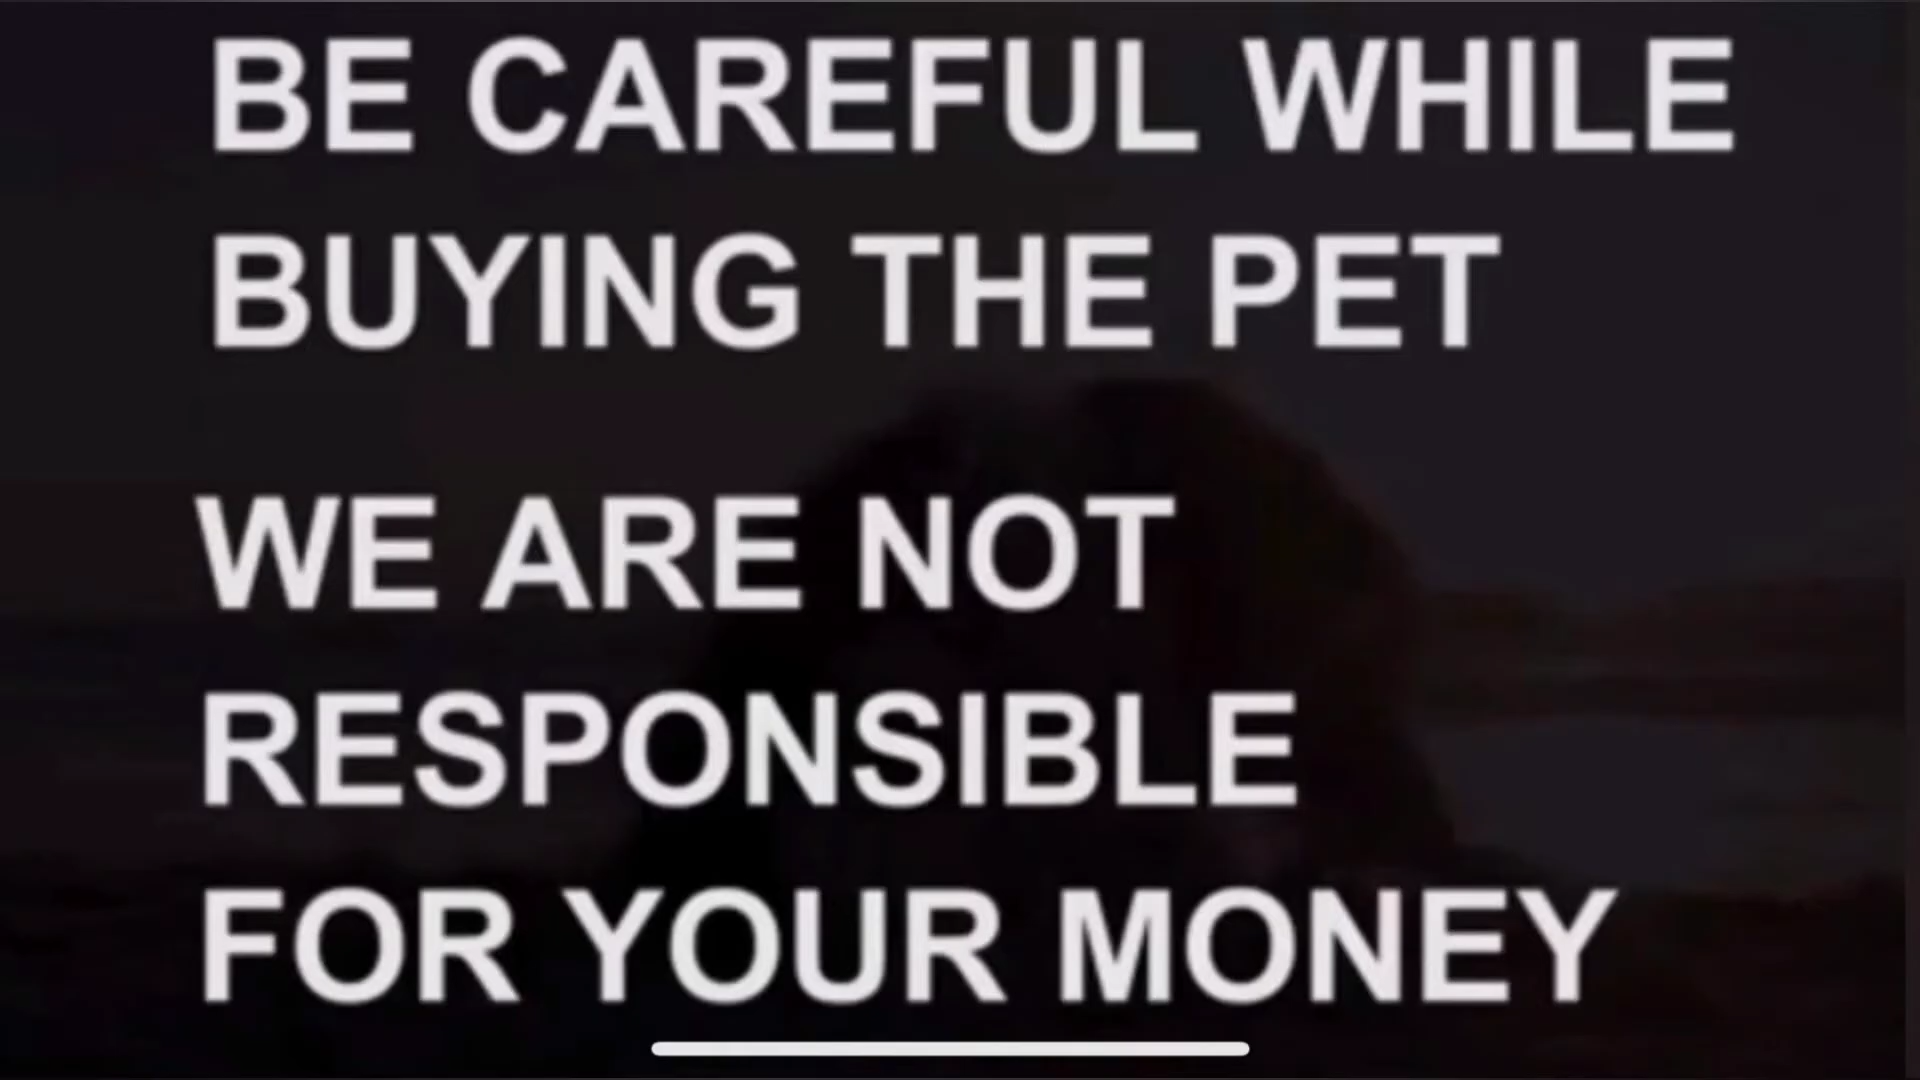 BE CAREFUL WHILE
BUYING THE PET
WE ARE NOT
RESPONSIBLE
FOR YOUR MONEY